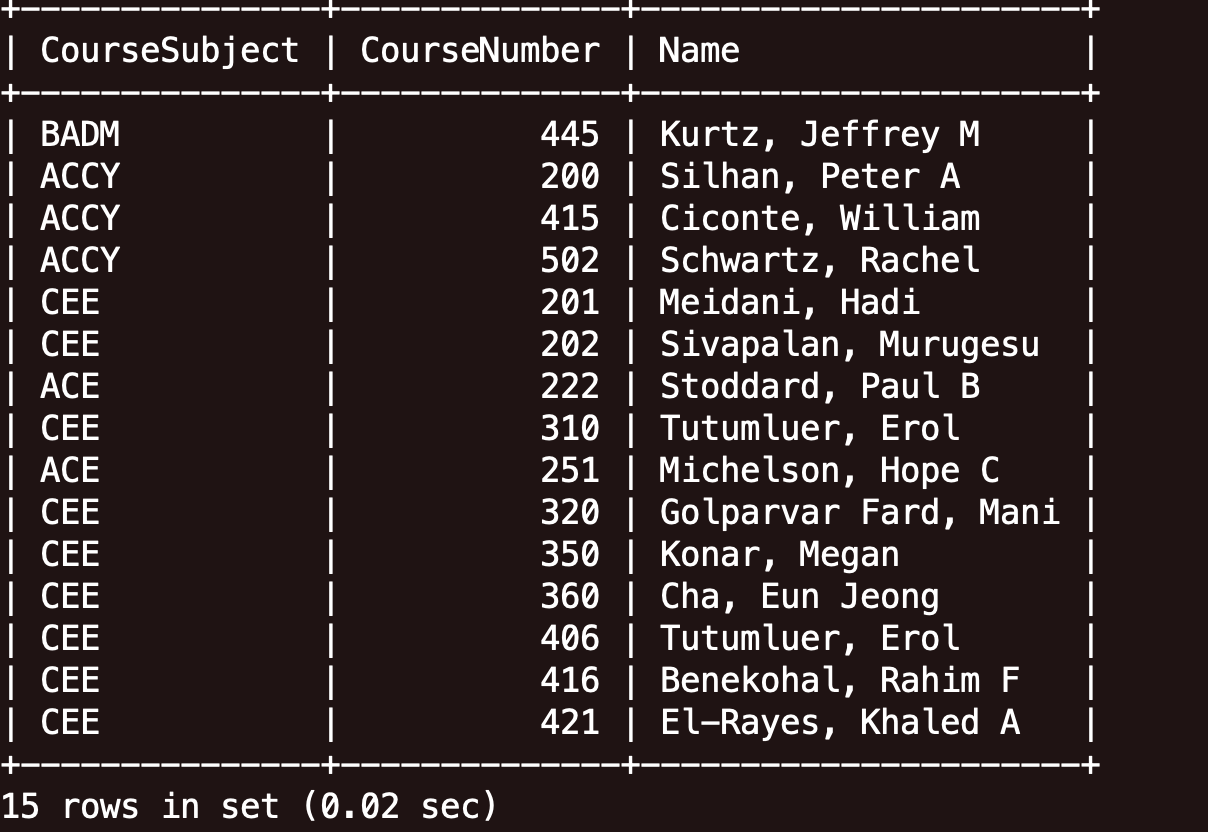 +---------------+--------------+----------------------+
| CourseSubject | CourseNumber | Name                 |
+---------------+--------------+----------------------+
| BADM          |          445 | Kurtz, Jeffrey M     |
| ACCY          |          200 | Silhan, Peter A      |
| ACCY          |          415 | Ciconte, William     |
| ACCY          |          502 | Schwartz, Rachel     |
| CEE           |          201 | Meidani, Hadi        |
| CEE           |          202 | Sivapalan, Murugesu  |
| ACE           |          222 | Stoddard, Paul B     |
| CEE           |          310 | Tutumluer, Erol      |
| ACE           |          251 | Michelson, Hope C    |
| CEE           |          320 | Golparvar Fard, Mani |
| CEE           |          350 | Konar, Megan         |
| CEE           |          360 | Cha, Eun Jeong       |
| CEE           |          406 | Tutumluer, Erol      |
| CEE           |          416 | Benekohal, Rahim F   |
| CEE           |          421 | El-Rayes, Khaled A   |
+---------------+--------------+----------------------+
15 rows in set (0.02 sec)